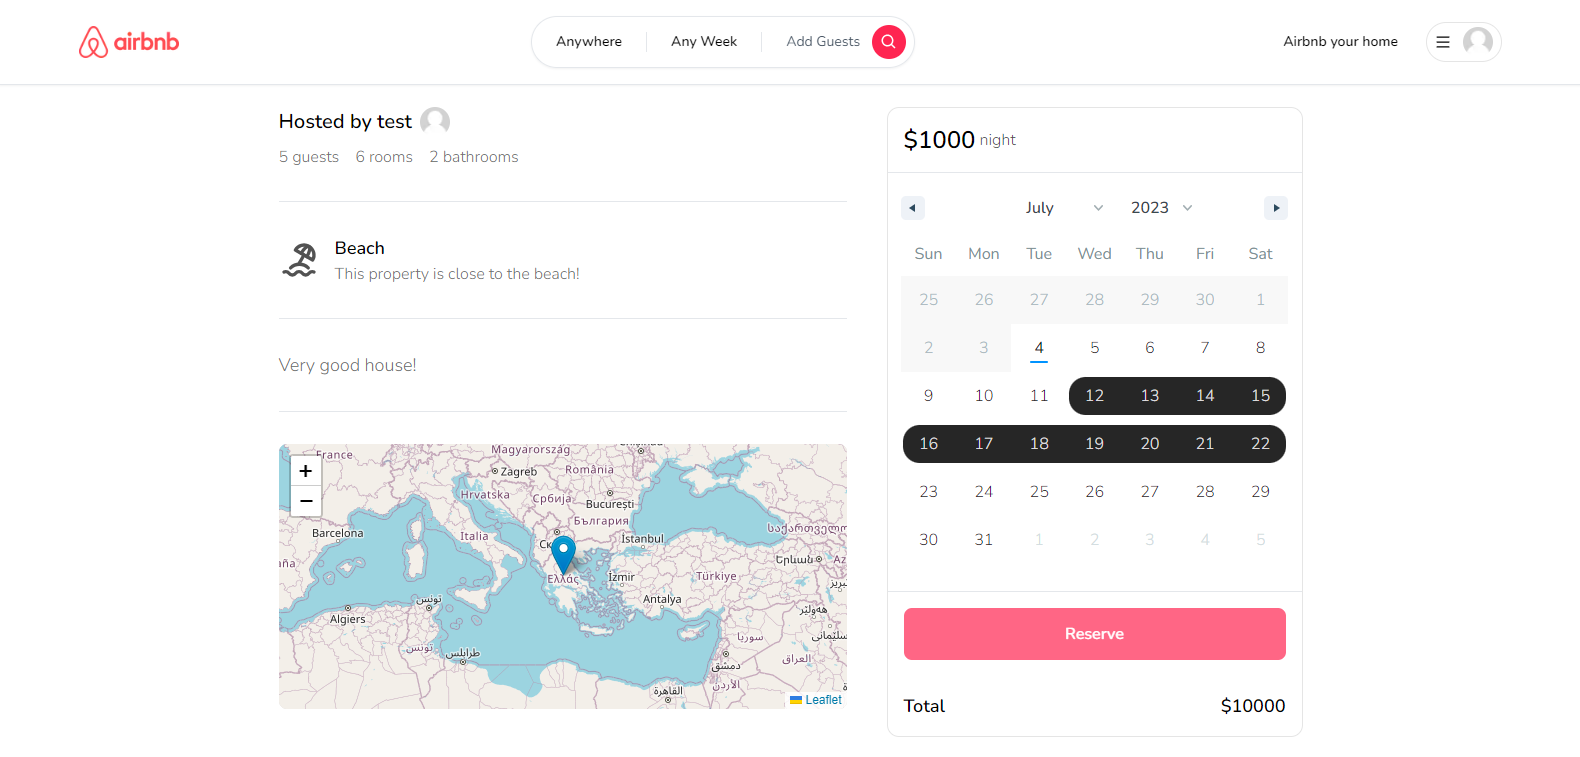 airbnb
Anywhere
Any Week
Add Guests
Airbnb your home
Hosted by test
5 guests 6 rooms 2 bathrooms
Beach
This property is close to the beach!
Very good house!
+
−
France
Magyarország
Zagreb
România
Hrvatska
Србија
București
България
Italia
Barcelona
İstanbul
Ελλάς
İzmir
Türkiye
Antalya
Algiers
تونس
تونس
طرابلس
سوريا
دمشق
العراق
الأردن
القاهرة
Leaflet
$1000 night
July 2023
Sun Mon Tue Wed Thu Fri Sat
25 26 27 28 29 30 1
2 3 4 5 6 7 8
9 10 11 12 13 14 15
16 17 18 19 20 21 22
23 24 25 26 27 28 29
30 31 1 2 3 4 5
Reserve
Total $10000